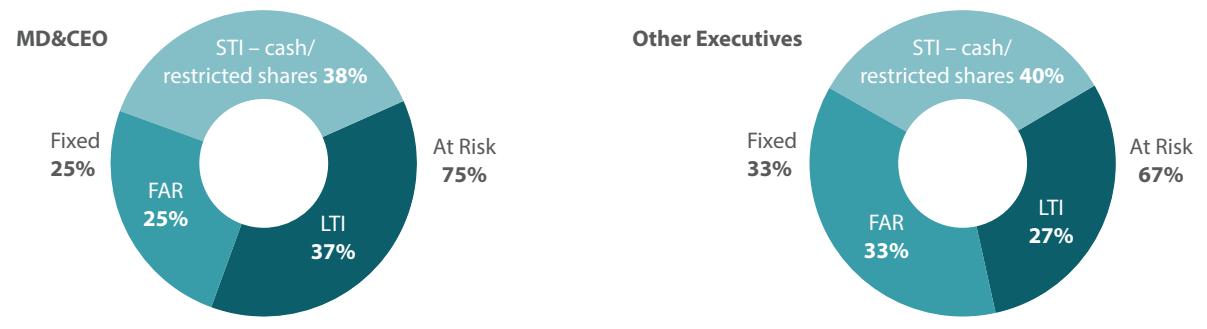 MD&CEO
STI – cash/
restricted shares 38%
Fixed
25%
At Risk
75%
FAR
25%
LTI
37%
Other Executives
STI – cash/
restricted shares 40%
Fixed
33%
At Risk
67%
FAR
33%
LTI
27%